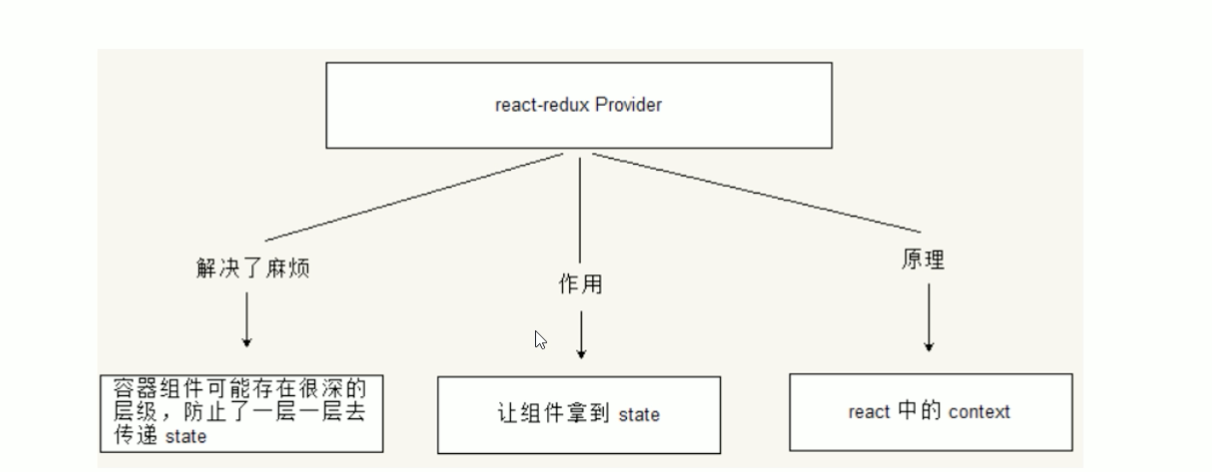 react-redux Provider
解决了麻烦
作用
原理
容器组件可能存在很深的
层级，防止了一层一层去
传递 state
让组件拿到 state
react 中的 context